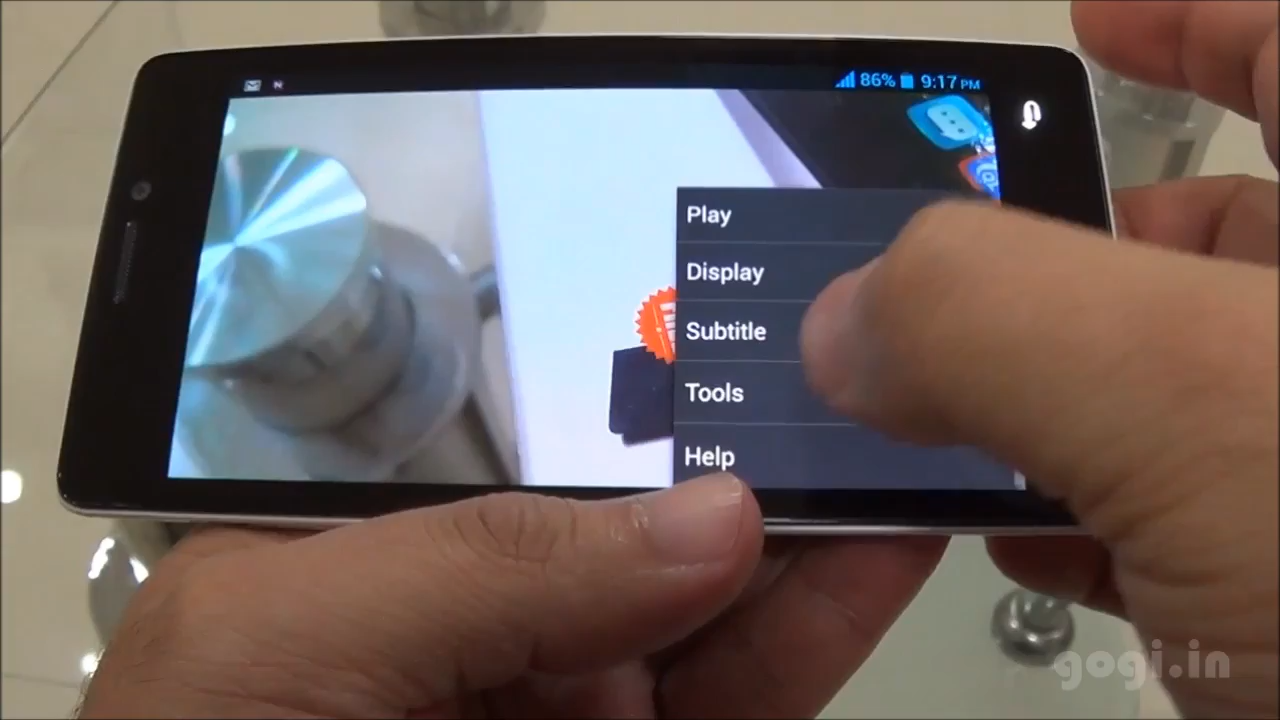 86% 9:17 PM
Play
Display
Subtitle
Tools
Help
gogi.in